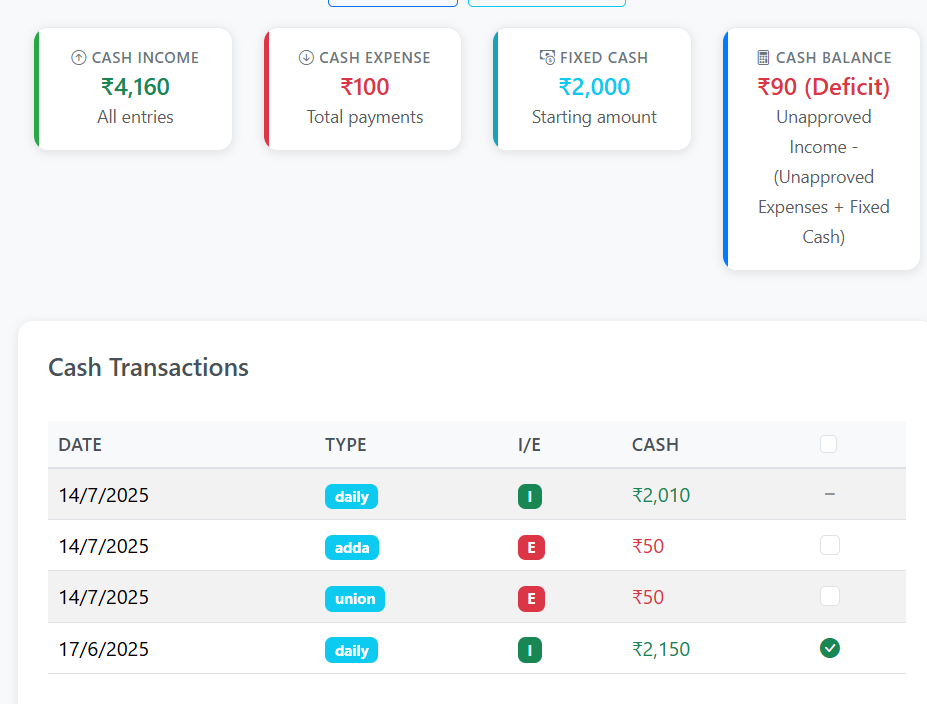 CASH INCOME
₹4,160
All entries
CASH EXPENSE
₹100
Total payments
FIXED CASH
₹2,000
Starting amount
CASH BALANCE
₹90 (Deficit)
Unapproved
Income -
(Unapproved
Expenses + Fixed
Cash)
Cash Transactions
DATE TYPE I/E CASH
14/7/2025 daily I ₹2,010 –
14/7/2025 adda E ₹50
14/7/2025 union E ₹50
17/6/2025 daily I ₹2,150